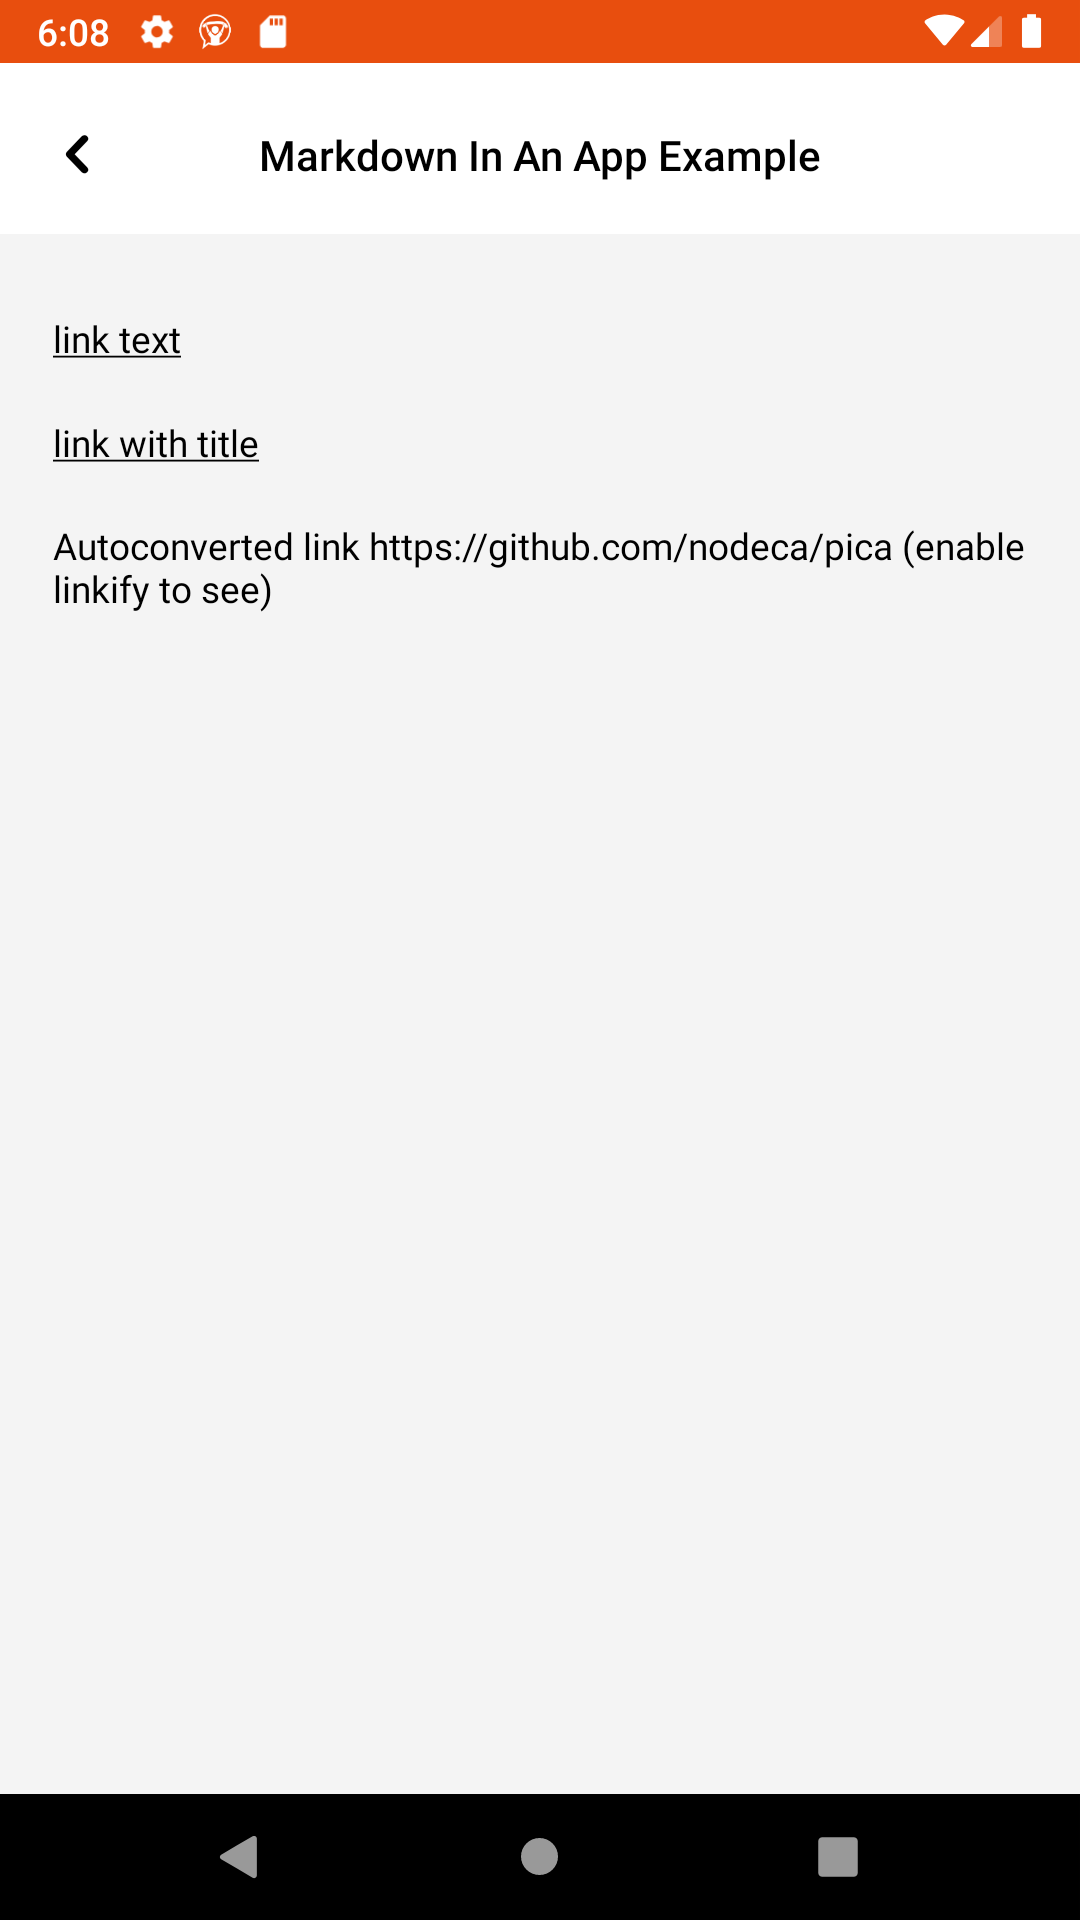 6:08
Markdown In An App Example
link text
link with title
Autoconverted link https://github.com/nodeca/pica (enable
linkify to see)